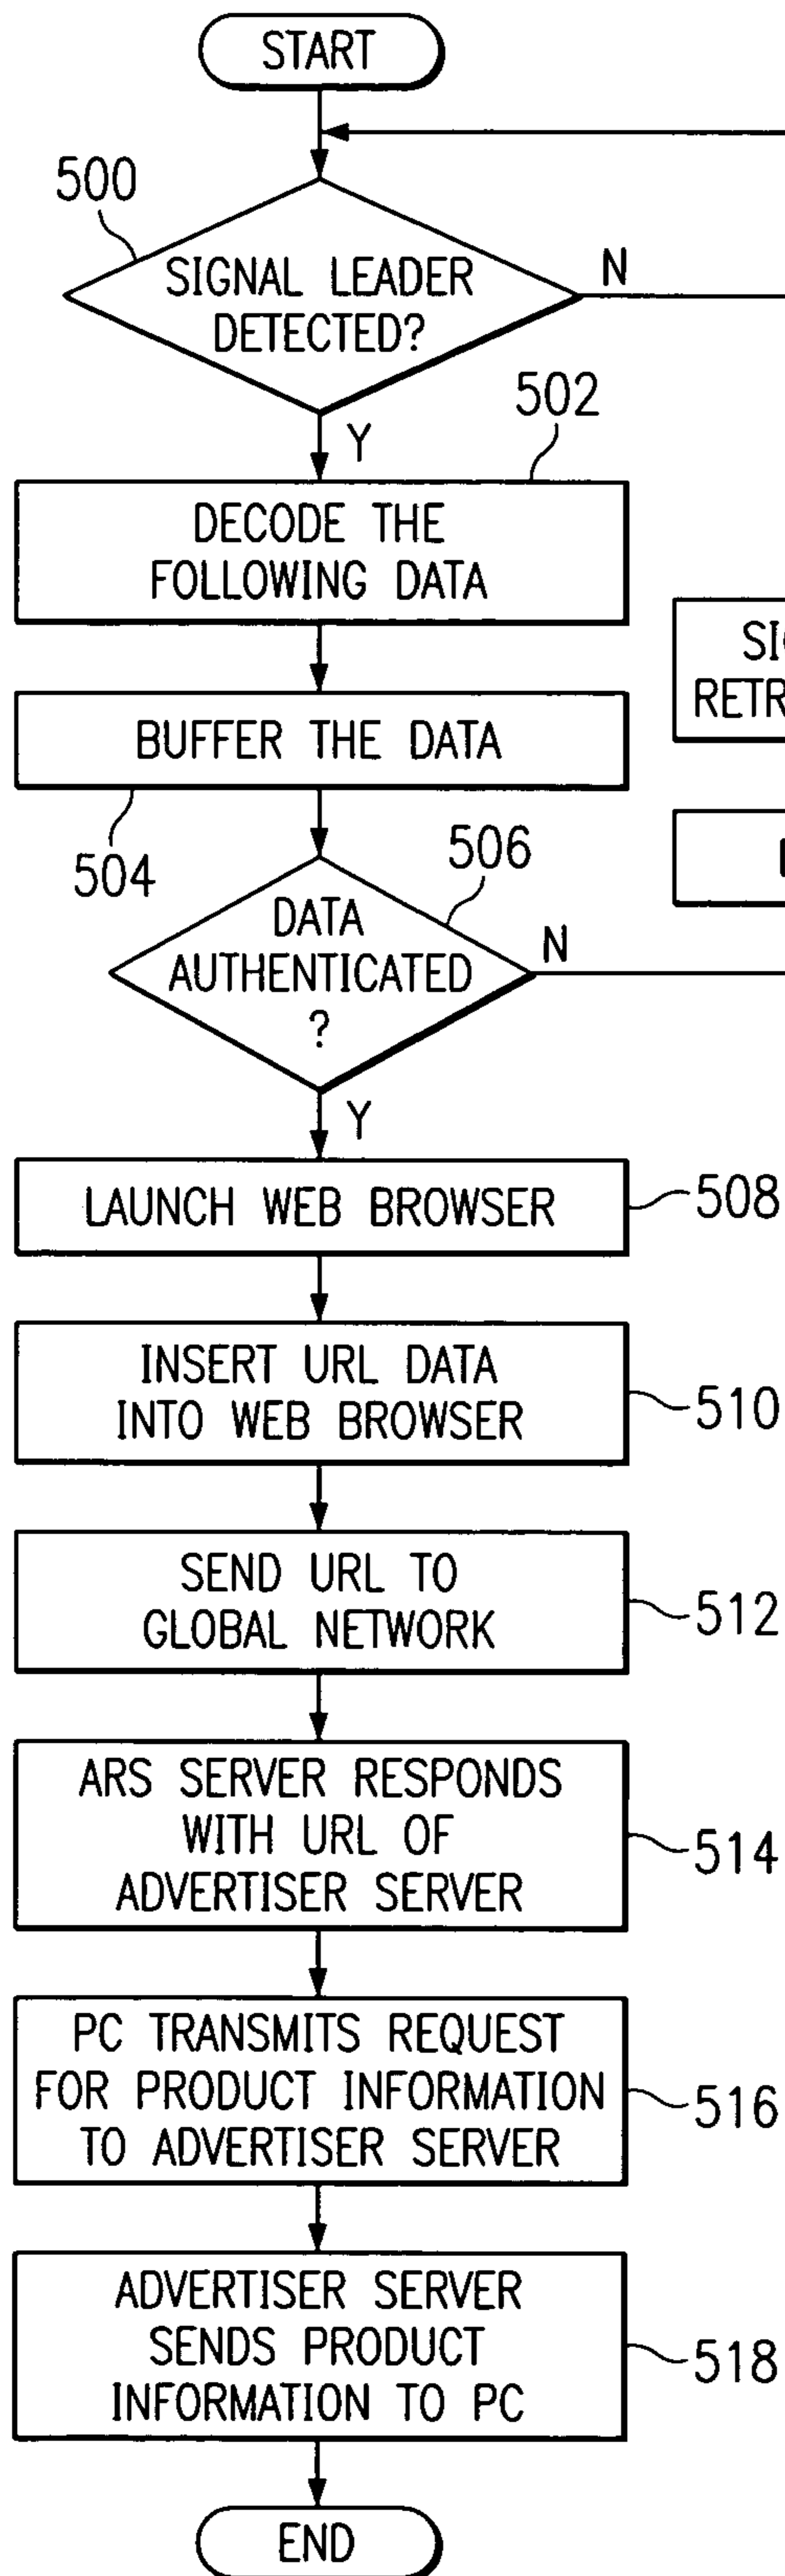 START
500
SIGNAL LEADER
DETECTED?
N
Y
502
DECODE THE
FOLLOWING DATA
BUFFER THE DATA
504
506
DATA
AUTHENTICATED
?
N
Y
LAUNCH WEB BROWSER
508
INSERT URL DATA
INTO WEB BROWSER
510
SEND URL TO
GLOBAL NETWORK
512
ARS SERVER RESPONDS
WITH URL OF
ADVERTISER SERVER
514
PC TRANSMITS REQUEST
FOR PRODUCT INFORMATION
TO ADVERTISER SERVER
516
ADVERTISER SERVER
SENDS PRODUCT
INFORMATION TO PC
518
END